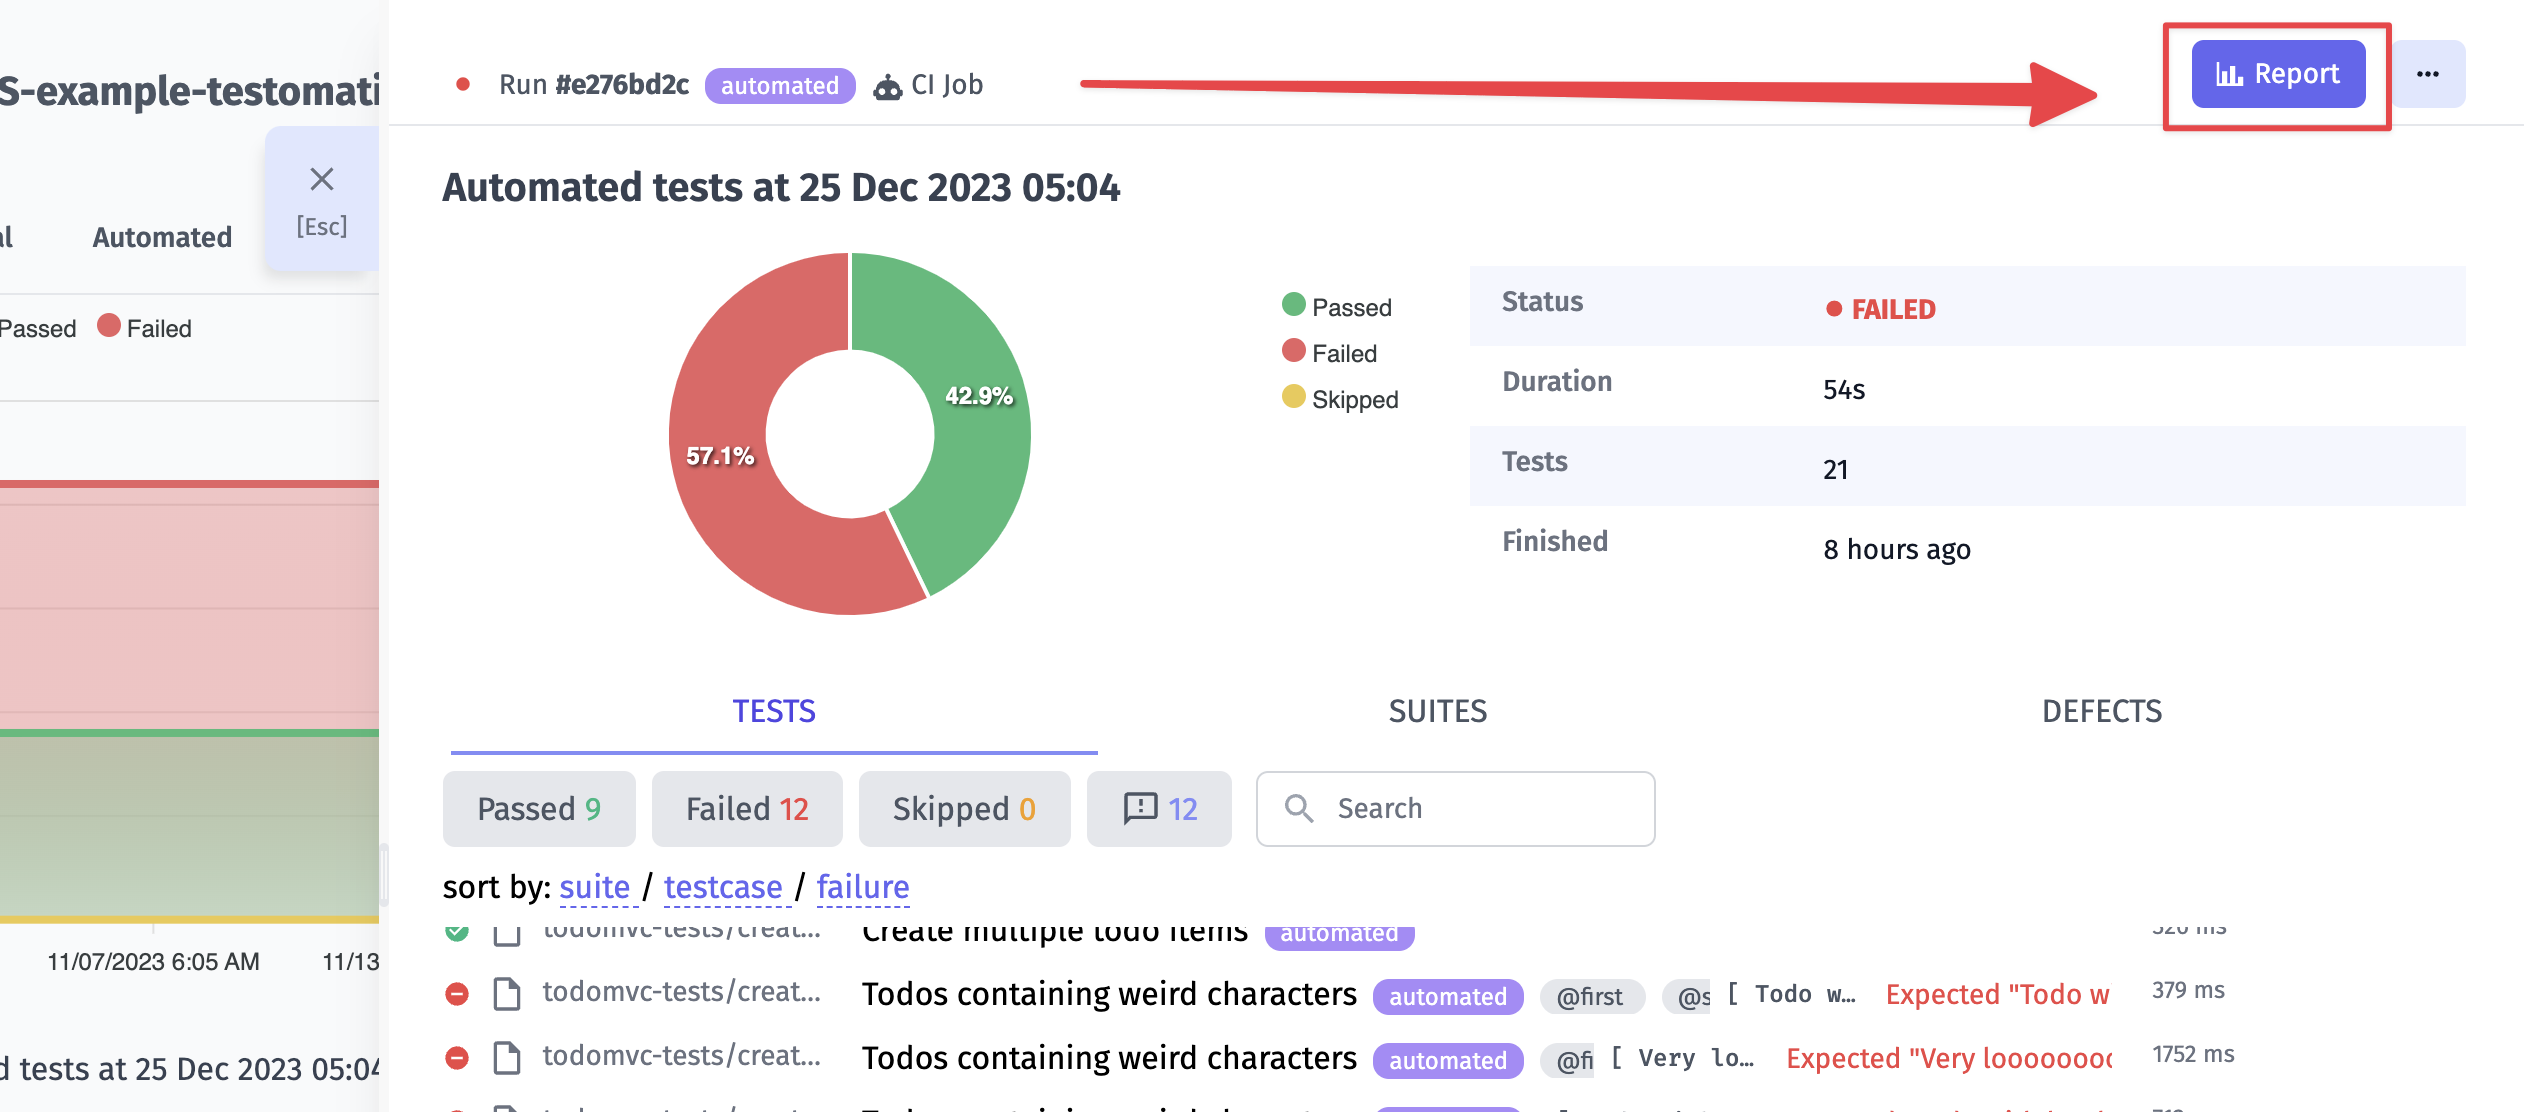 S-example-testomati
[Esc]
al Automated
Passed Failed
11/07/2023 6:05 AM 11/13
d tests at 25 Dec 2023 05:04
Run #e276bd2c automated CI Job
Report ...
Automated tests at 25 Dec 2023 05:04
42.9%
57.1%
Passed
Failed
Skipped
Status FAILED
Duration 54s
Tests 21
Finished 8 hours ago
TESTS SUITES DEFECTS
Passed 9 Failed 12 Skipped 0 12 Search
sort by: suite / testcase / failure
todomvc-tests/creat... Create multiple todo items automated 320 ms
todomvc-tests/creat... Todos containing weird characters automated @first @s [ Todo w… Expected "Todo w 379 ms
todomvc-tests/creat... Todos containing weird characters automated @fi [ Very lo… Expected "Very looooooo 1752 ms